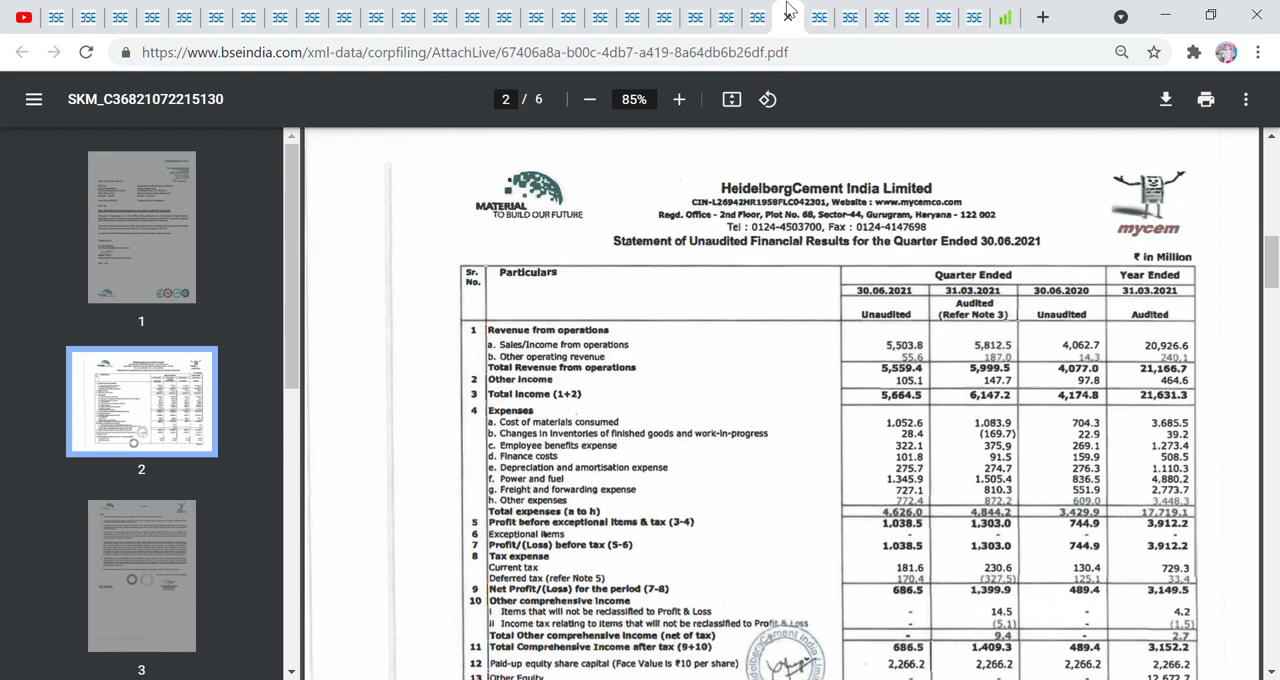 https://www.bseindia.com/xml-data/corpfiling/AttachLive/67406a8a-b00c-4db7-a419-8a64db6b26df.pdf
SKM_C36821072215130
2 / 6
85%
1
2
3
MATERIAL
TO BUILD OUR FUTURE
HeidelbergCement India Limited
CIN-L26942HR1958FLC042301, Website : www.mycemco.com
Regd. Office - 2nd Floor, Plot No. 68, Sector-44, Gurugram, Haryana - 122 002
Tel : 0124-4503700, Fax : 0124-4147698
Statement of Unaudited Financial Results for the Quarter Ended 30.06.2021
mycem
₹ in Million
Sr. No. Particulars Quarter Ended Year Ended
30.06.2021 31.03.2021 30.06.2020 31.03.2021
Unaudited Audited (Refer Note 3) Unaudited Audited
1 Revenue from operations
a. Sales/Income from operations 5,503.8 5,812.5 4,062.7 20,926.6
b. Other operating revenue 55.6 187.0 14.3 240.1
Total Revenue from operations 5,559.4 5,999.5 4,077.0 21,166.7
2 Other Income 105.1 147.7 97.8 464.6
3 Total Income (1+2) 5,664.5 6,147.2 4,174.8 21,631.3
4 Expenses
a. Cost of materials consumed 1,052.6 1,083.9 704.3 3,685.5
b. Changes in inventories of finished goods and work-in-progress 28.4 (169.7) 22.9 39.2
c. Employee benefits expense 322.1 375.9 269.1 1,273.4
d. Finance costs 101.8 91.5 159.9 508.5
e. Depreciation and amortisation expense 275.7 274.7 276.3 1,110.3
f. Power and fuel 1,345.9 1,505.4 836.5 4,880.2
g. Freight and forwarding expense 727.1 810.3 551.9 2,773.7
h. Other expenses 772.4 872.2 609.0 3,448.3
Total expenses (a to h) 4,626.0 4,844.2 3,429.9 17,719.1
5 Profit before exceptional items & tax (3-4) 1,038.5 1,303.0 744.9 3,912.2
6 Exceptional items - - - -
7 Profit/(Loss) before tax (5-6) 1,038.5 1,303.0 744.9 3,912.2
8 Tax expense
Current tax 181.6 230.6 130.4 729.3
Deferred tax (refer Note 5) 170.4 (327.5) 125.1 33.4
9 Net Profit/(Loss) for the period (7-8) 686.5 1,399.9 489.4 3,149.5
10 Other comprehensive income
i Items that will not be reclassified to Profit & Loss - 14.5 - 4.2
ii Income tax relating to items that will not be reclassified to Profit & Loss - (5.1) - (1.5)
Total Other comprehensive income (net of tax) - 9.4 - 2.7
11 Total Comprehensive Income after tax (9+10) 686.5 1,409.3 489.4 3,152.2
12 Paid-up equity share capital (Face Value is ₹10 per share) 2,266.2 2,266.2 2,266.2 2,266.2
13 Other Equity 12,672.7